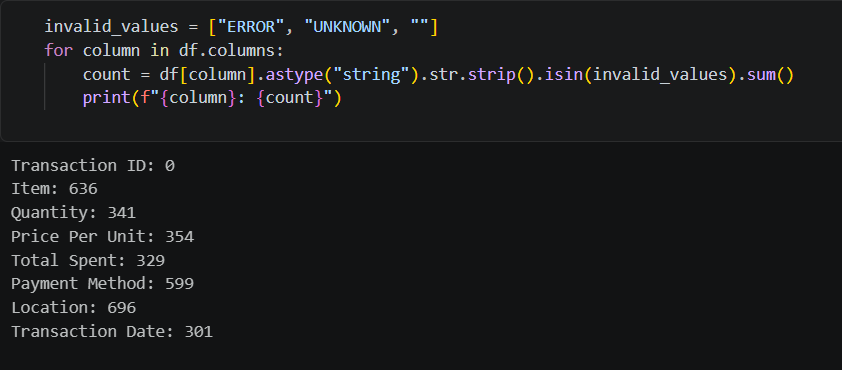 invalid_values = ["ERROR", "UNKNOWN", ""]
for column in df.columns:
    count = df[column].astype("string").str.strip().isin(invalid_values).sum()
    print(f"{column}: {count}")
Transaction ID: 0
Item: 636
Quantity: 341
Price Per Unit: 354
Total Spent: 329
Payment Method: 599
Location: 696
Transaction Date: 301